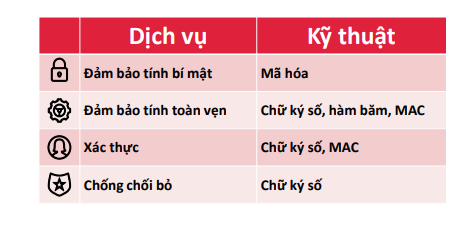 Dịch vụ Kỹ thuật
Đảm bảo tính bí mật Mã hóa
Đảm bảo tính toàn vẹn Chữ ký số, hàm băm, MAC
Xác thực Chữ ký số, MAC
Chống chối bỏ Chữ ký số